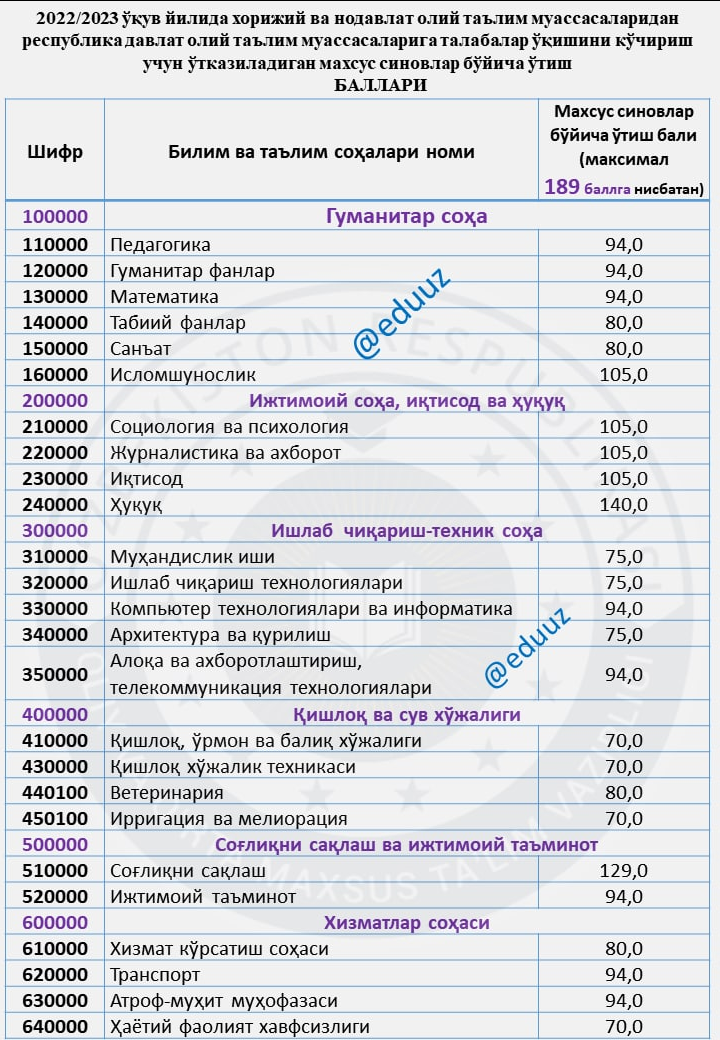 2022/2023 ўқув йилида хорижий ва нодавлат олий таълим муассасаларидан
республика давлат олий таълим муассасаларига талабалар ўқишини кўчириш
учун ўтказиладиган махсус синовлар бўйича ўтиш
БАЛЛАРИ
Шифр
Билим ва таълим соҳалари номи
Махсус синовлар
бўйича ўтиш бали
(максимал
189 баллга нисбатан)
100000 Гуманитар соҳа
110000 Педагогика 94,0
120000 Гуманитар фанлар 94,0
130000 Математика 94,0
140000 Табиий фанлар 80,0
150000 Санъат 80,0
160000 Исломшунослик 105,0
@eduuz
200000 Ижтимоий соҳа, иқтисод ва ҳуқуқ
210000 Социология ва психология 105,0
220000 Журналистика ва ахборот 105,0
230000 Иқтисод 105,0
240000 Ҳуқуқ 140,0
300000 Ишлаб чиқариш-техник соҳа
310000 Муҳандислик иши 75,0
320000 Ишлаб чиқариш технологиялари 75,0
330000 Компьютер технологиялари ва информатика 94,0
340000 Архитектура ва қурилиш 75,0
350000 Алоқа ва ахборотлаштириш,
телекоммуникация технологиялари 94,0
@eduuz
400000 Қишлоқ ва сув хўжалиги
410000 Қишлоқ, ўрмон ва балиқ хўжалиги 70,0
430000 Қишлоқ хўжалик техникаси 70,0
440100 Ветеринария 80,0
450100 Ирригация ва мелиорация 70,0
500000 Соғлиқни сақлаш ва ижтимоий таъминот
510000 Соғлиқни сақлаш 129,0
520000 Ижтимоий таъминот 94,0
600000 Хизматлар соҳаси
610000 Хизмат кўрсатиш соҳаси 80,0
620000 Транспорт 94,0
630000 Атроф-муҳит муҳофазаси 94,0
640000 Ҳаётий фаолият хавфсизлиги 70,0